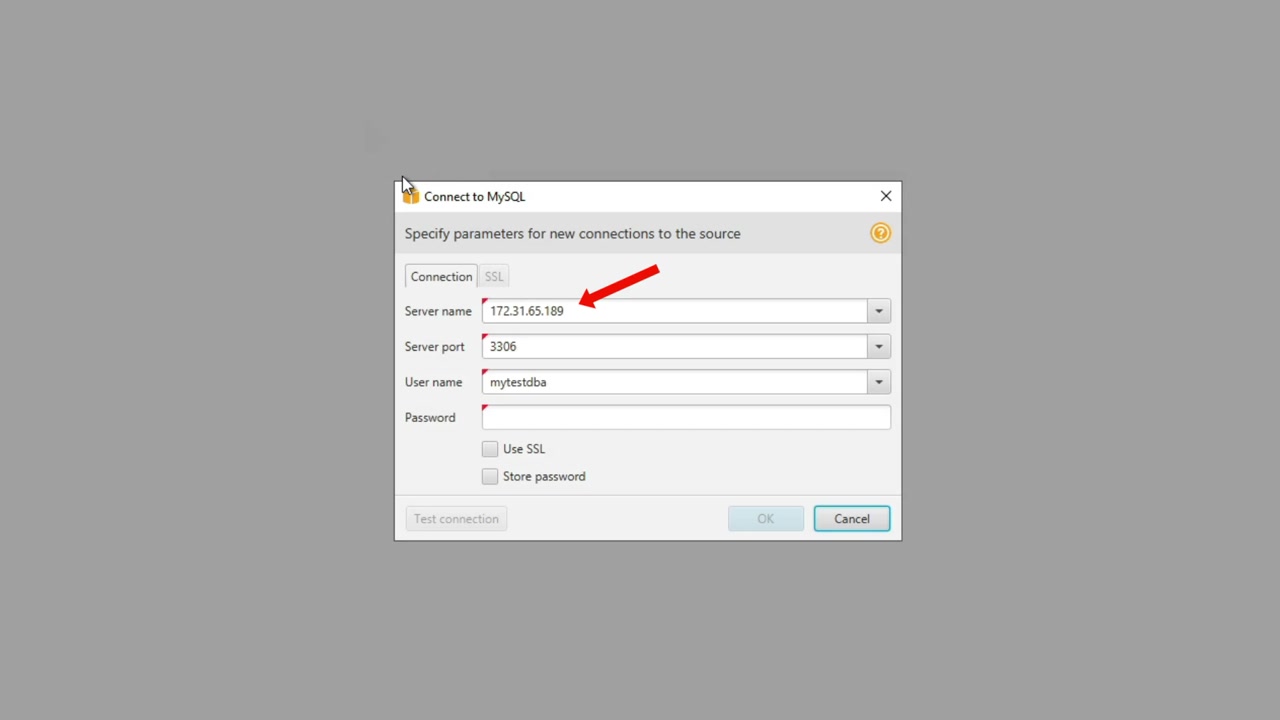 Connect to MySQL
Specify parameters for new connections to the source
?
Connection SSL
Server name 172.31.65.189
Server port 3306
User name mytestdba
Password
Use SSL
Store password
Test connection OK Cancel